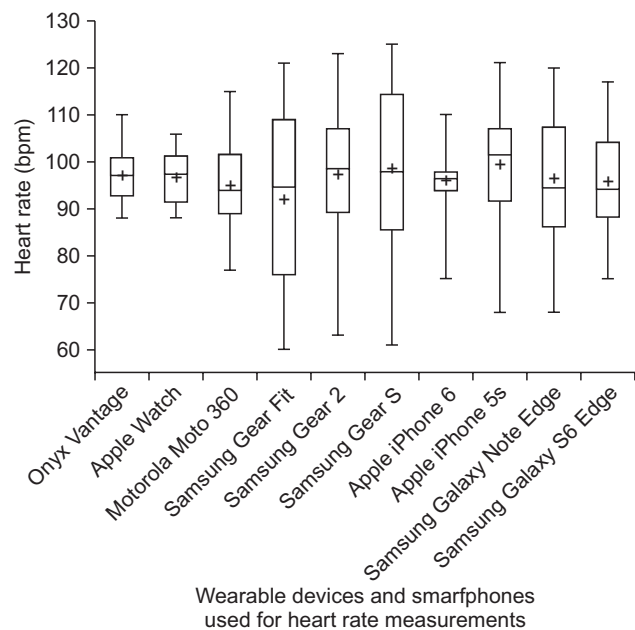 Heart rate (bpm)
130
120
110
100
90
80
70
60
Onyx Vantage
Apple Watch
Motorola Moto 360
Samsung Gear Fit
Samsung Gear 2
Samsung Gear S
Apple iPhone 6
Apple iPhone 5s
Samsung Galaxy Note Edge
Samsung Galaxy S6 Edge
Wearable devices and smarfphones
used for heart rate measurements